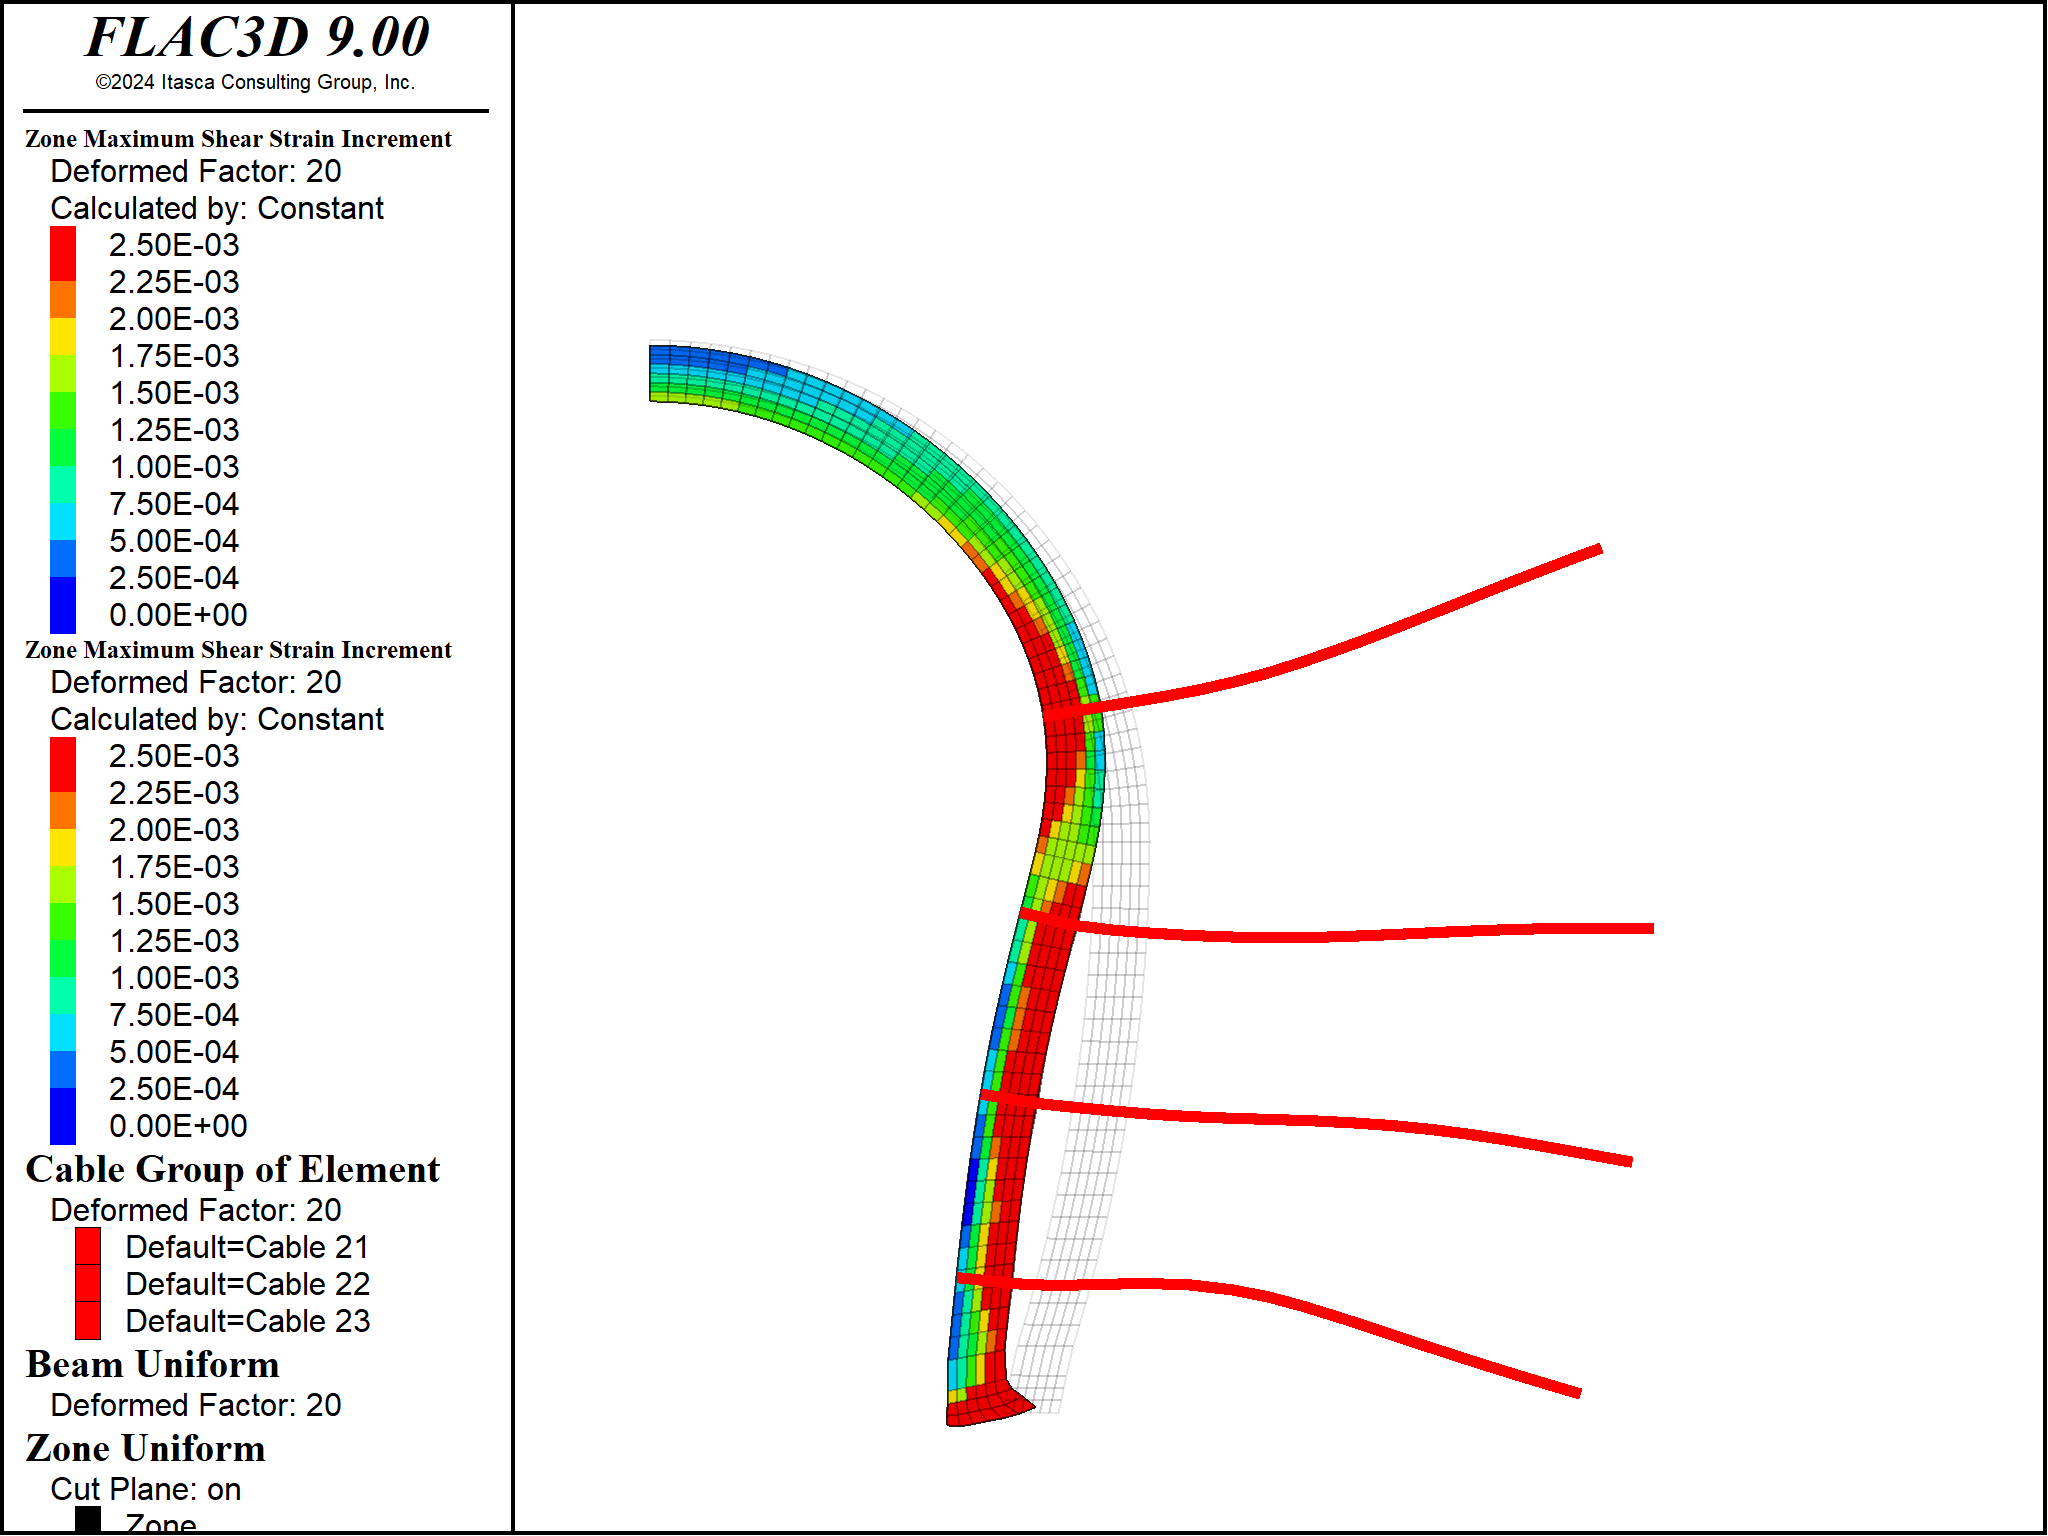 FLAC3D 9.00
©2024 Itasca Consulting Group, Inc.
Zone Maximum Shear Strain Increment
Deformed Factor: 20
Calculated by: Constant
2.50E-03
2.25E-03
2.00E-03
1.75E-03
1.50E-03
1.25E-03
1.00E-03
7.50E-04
5.00E-04
2.50E-04
0.00E+00
Zone Maximum Shear Strain Increment
Deformed Factor: 20
Calculated by: Constant
2.50E-03
2.25E-03
2.00E-03
1.75E-03
1.50E-03
1.25E-03
1.00E-03
7.50E-04
5.00E-04
2.50E-04
0.00E+00
Cable Group of Element
Deformed Factor: 20
Default=Cable 21
Default=Cable 22
Default=Cable 23
Beam Uniform
Deformed Factor: 20
Zone Uniform
Cut Plane: on
Zone